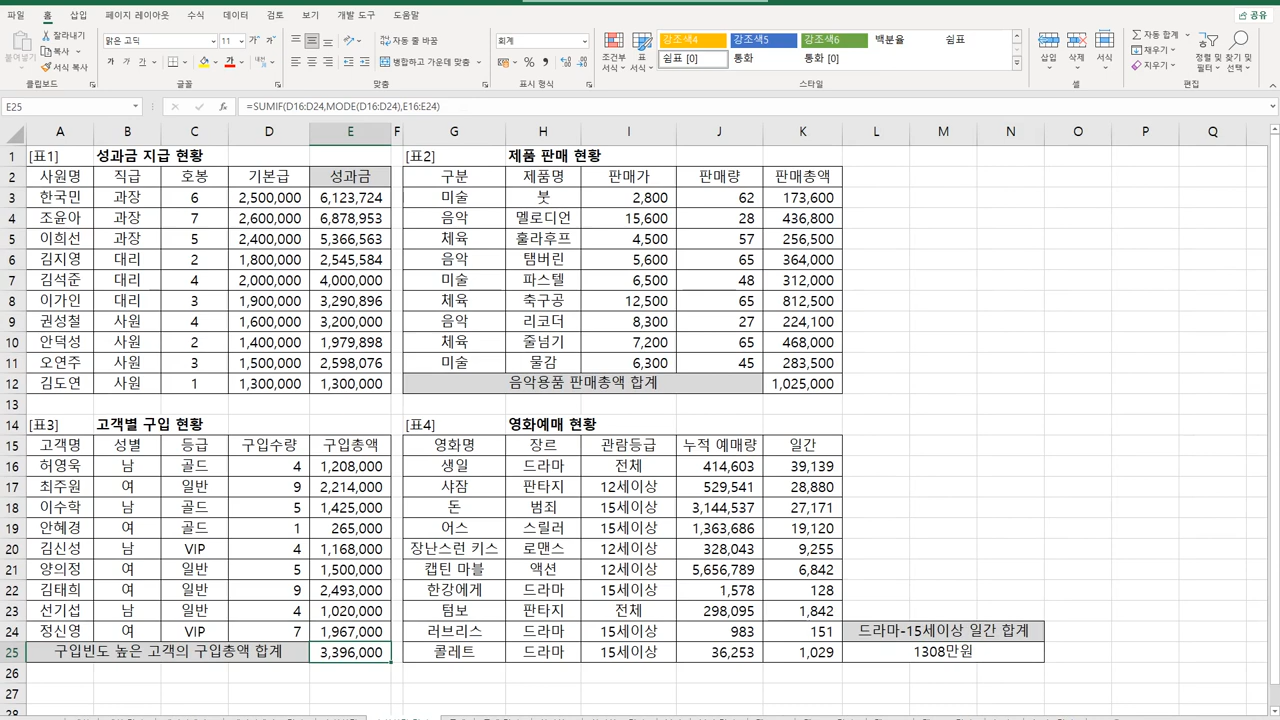 파일 홈 삽입 페이지 레이아웃 수식 데이터 검토 보기 개발 도구 도움말 공유
잘라내기 맑은 고딕 11 가 가 자동 줄 바꿈 회계 강조색4 강조색5 강조색6 백분율 쉼표 자동 합계
붙여넣기 복사 가 가 가 병합하고 가운데 맞춤 % 조건부 서식 표 서식 쉼표 [0] 통화 통화 [0] 삽입 삭제 서식 채우기 정렬 및 필터 찾기 및 선택
서식 복사 지우기
클립보드 글꼴 맞춤 표시 형식 스타일 셀 편집
E25 fx =SUMIF(D16:D24,MODE(D16:D24),E16:E24)
A B C D E F G H I J K L M N O P Q
1 [표1] 성과금 지급 현황 [표2] 제품 판매 현황
2 사원명 직급 호봉 기본급 성과금 구분 제품명 판매가 판매량 판매총액
3 한국민 과장 6 2,500,000 6,123,724 미술 붓 2,800 62 173,600
4 조윤아 과장 7 2,600,000 6,878,953 음악 멜로디언 15,600 28 436,800
5 이희선 과장 5 2,400,000 5,366,563 체육 훌라후프 4,500 57 256,500
6 김지영 대리 2 1,800,000 2,545,584 음악 탬버린 5,600 65 364,000
7 김석준 대리 4 2,000,000 4,000,000 미술 파스텔 6,500 48 312,000
8 이가인 대리 3 1,900,000 3,290,896 체육 축구공 12,500 65 812,500
9 권성철 사원 4 1,600,000 3,200,000 음악 리코더 8,300 27 224,100
10 안덕성 사원 2 1,400,000 1,979,898 체육 줄넘기 7,200 65 468,000
11 오연주 사원 3 1,500,000 2,598,076 미술 물감 6,300 45 283,500
12 김도연 사원 1 1,300,000 1,300,000 음악용품 판매총액 합계 1,025,000
13
14 [표3] 고객별 구입 현황 [표4] 영화예매 현황
15 고객명 성별 등급 구입수량 구입총액 영화명 장르 관람등급 누적 예매량 일간
16 허영욱 남 골드 4 1,208,000 생일 드라마 전체 414,603 39,139
17 최주원 여 일반 9 2,214,000 샤잠 판타지 12세이상 529,541 28,880
18 이수학 남 골드 5 1,425,000 돈 범죄 15세이상 3,144,537 27,171
19 안혜경 여 골드 1 265,000 어스 스릴러 15세이상 1,363,686 19,120
20 김신성 남 VIP 4 1,168,000 장난스런 키스 로맨스 12세이상 328,043 9,255
21 양의정 여 일반 5 1,500,000 캡틴 마블 액션 12세이상 5,656,789 6,842
22 김태희 여 일반 9 2,493,000 한강에게 드라마 15세이상 1,578 128
23 선기섭 남 일반 4 1,020,000 덤보 판타지 전체 298,095 1,842
24 정신영 여 VIP 7 1,967,000 러브리스 드라마 15세이상 983 151 드라마-15세이상 일간 합계
25 구입빈도 높은 고객의 구입총액 합계 3,396,000 콜레트 드라마 15세이상 36,253 1,029 1308만원
26
27
28